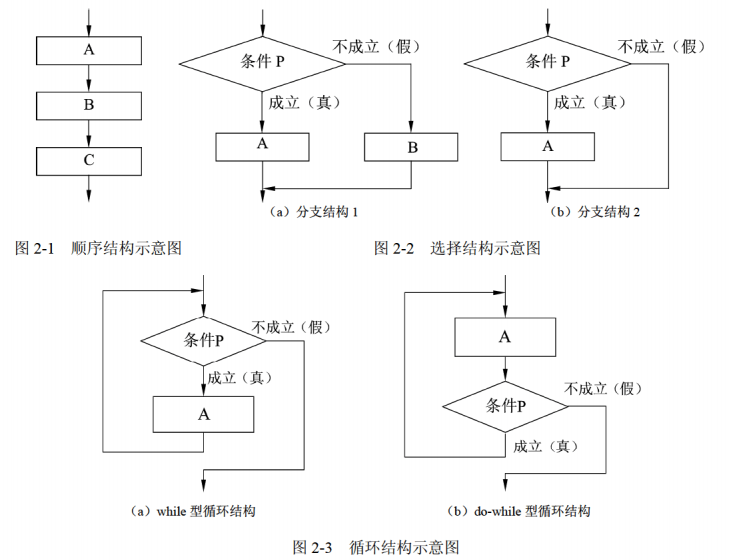 A
B
C
条件 P
不成立（假）
成立（真）
A
B
（a）分支结构 1
条件 P
不成立（假）
成立（真）
A
（b）分支结构 2
图 2-1 顺序结构示意图
图 2-2 选择结构示意图
条件P
不成立（假）
成立（真）
A
（a）while 型循环结构
A
条件P
不成立（假）
成立（真）
（b）do-while 型循环结构
图 2-3 循环结构示意图